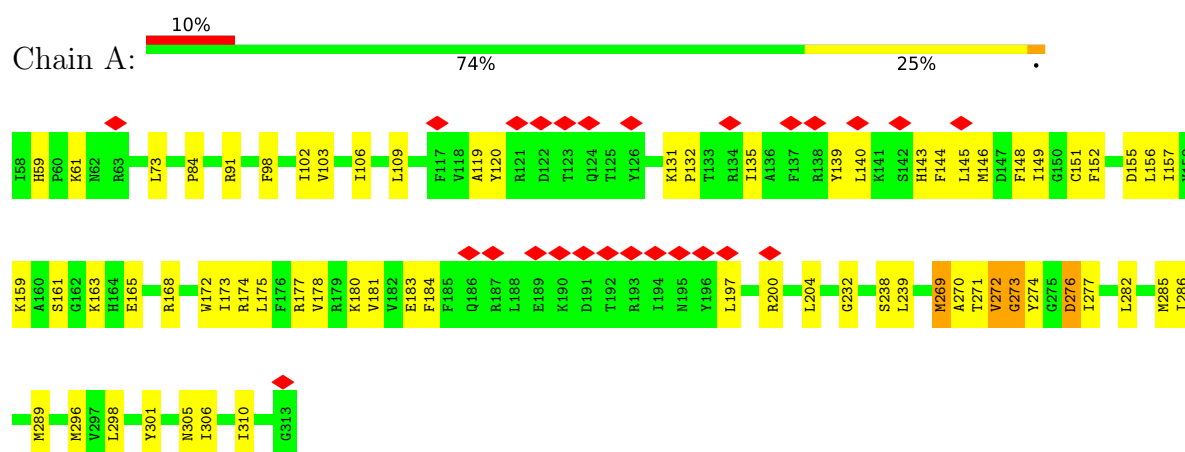 10%
Chain A:
74% 25% •
I58 H59 P60 K61 N62 R63 L73 P84 R91 F98 I102 V103 I106 L109 F117 V118 A119 Y120 R121 D122 T123 Q124 T125 Y126 K131 P132 T133 R134 I135 A136 F137 R138 Y139 L140 K141 S142 H143 F144 L145 M146 D147 F148 I149 G150 C151 F152 D155 L156 I157
K159 A160 S161 G162 K163 H164 E165 R168 W172 I173 R174 L175 F176 R177 V178 R179 K180 V181 V182 E183 F184 F185 Q186 R187 L188 E189 K190 D191 T192 R193 I194 N195 Y196 L197 R200 L204 G232 S238 L239 M269 A270 T271 V272 G273 Y274 G275 D276 I277 L282 M285 T286
M289 M296 V297 L298 Y301 N305 I306 I310 G313